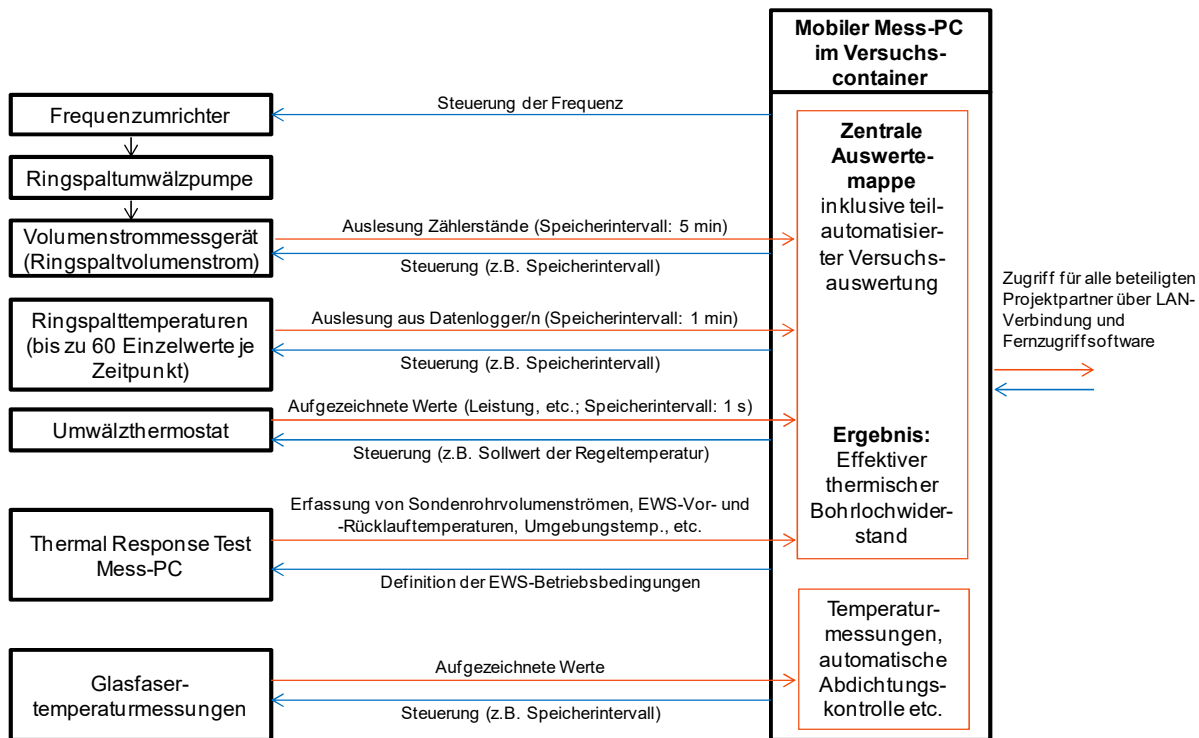 Mobiler Mess-PC
im Versuchs-
container
Steuerung der Frequenz
Frequenzumrichter
Ringspaltumwälzpumpe
Volumenstrommessgerät
(Ringspaltvolumenstrom)
Auslesung Zählerstände (Speicherintervall: 5 min)
Steuerung (z.B. Speicherintervall)
Ringspalttemperaturen
(bis zu 60 Einzelwerte je
Zeitpunkt)
Auslesung aus Datenlogger/n (Speicherintervall: 1 min)
Steuerung (z.B. Speicherintervall)
Umwälzthermostat
Aufgezeichnete Werte (Leistung, etc.; Speicherintervall: 1 s)
Steuerung (z.B. Sollwert der Regeltemperatur)
Thermal Response Test
Mess-PC
Erfassung von Sondenrohrvolumenströmen, EWS-Vor- und
-Rücklauftemperaturen, Umgebungstemp., etc.
Definition der EWS-Betriebsbedingungen
Glasfaser-
temperaturmessungen
Aufgezeichnete Werte
Steuerung (z.B. Speicherintervall)
Zentrale
Auswerte-
mappe
inklusive teil-
automatisier-
ter Versuchs-
auswertung
Ergebnis:
Effektiver
thermischer
Bohrlochwider-
stand
Temperatur-
messungen,
automatische
Abdichtungs-
kontrolle etc.
Zugriff für alle beteiligten
Projektpartner über LAN-
Verbindung und
Fernzugriffsoftware